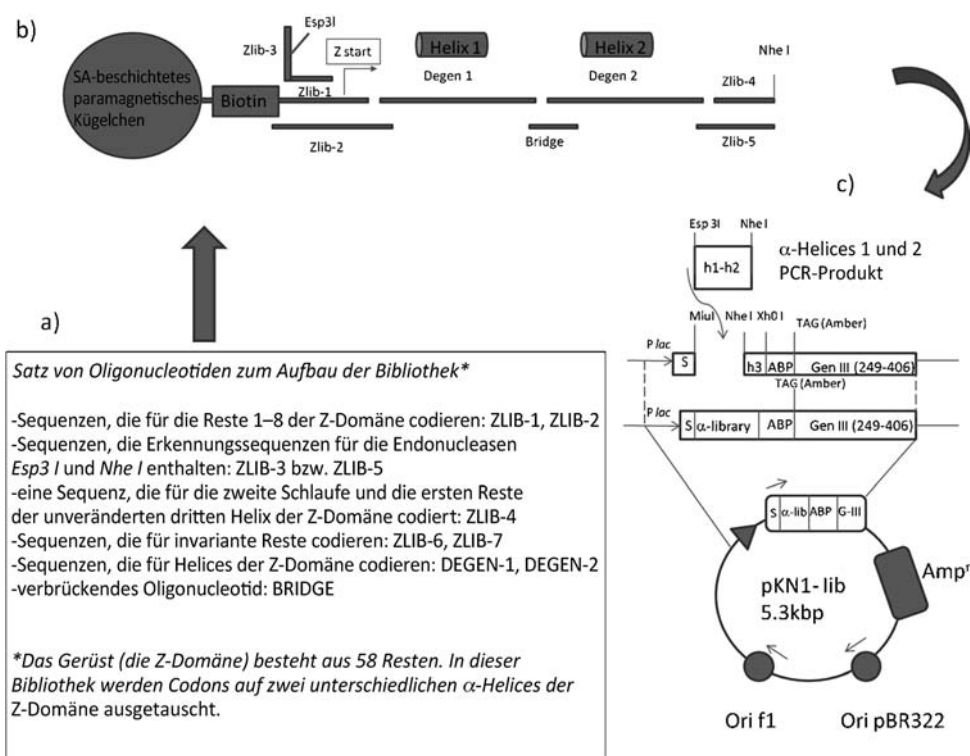 b)
Esp3I
Zlib-3
Z start
Helix 1
Helix 2
Nhe I
SA-beschichtetes
paramagnetisches
Kügelchen
Biotin
Zlib-1
Degen 1
Degen 2
Zlib-4
Zlib-2
Bridge
Zlib-5
c)
Esp 3I
Nhe I
h1-h2
α-Helices 1 und 2
PCR-Produkt
a)
MluI
Nhe I
Xh0 I
TAG (Amber)
P lac
S
h3
ABP
Gen III (249-406)
TAG (Amber)
P lac
S
α-library
ABP
Gen III (249-406)
Satz von Oligonucleotiden zum Aufbau der Bibliothek*
-Sequenzen, die für die Reste 1–8 der Z-Domäne codieren: ZLIB-1, ZLIB-2
-Sequenzen, die Erkennungssequenzen für die Endonucleasen
Esp3 I und Nhe I enthalten: ZLIB-3 bzw. ZLIB-5
-eine Sequenz, die für die zweite Schlaufe und die ersten Reste
der unveränderten dritten Helix der Z-Domäne codiert: ZLIB-4
-Sequenzen, die für invariante Reste codieren: ZLIB-6, ZLIB-7
-Sequenzen, die für Helices der Z-Domäne codieren: DEGEN-1, DEGEN-2
-verbrückendes Oligonucleotid: BRIDGE
*Das Gerüst (die Z-Domäne) besteht aus 58 Resten. In dieser
Bibliothek werden Codons auf zwei unterschiedlichen α-Helices der
Z-Domäne ausgetauscht.
S
α-lib
ABP
G-III
pKN1-lib
5.3kbp
Ampʳ
Ori f1
Ori pBR322